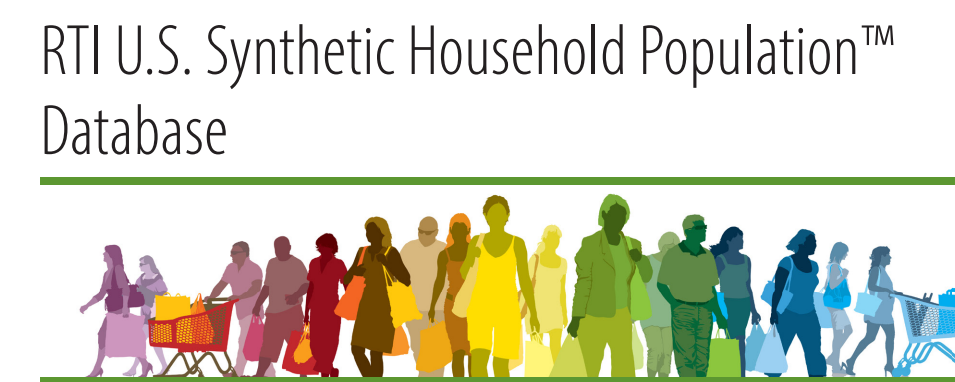 RTI U.S. Synthetic Household Population™
Database